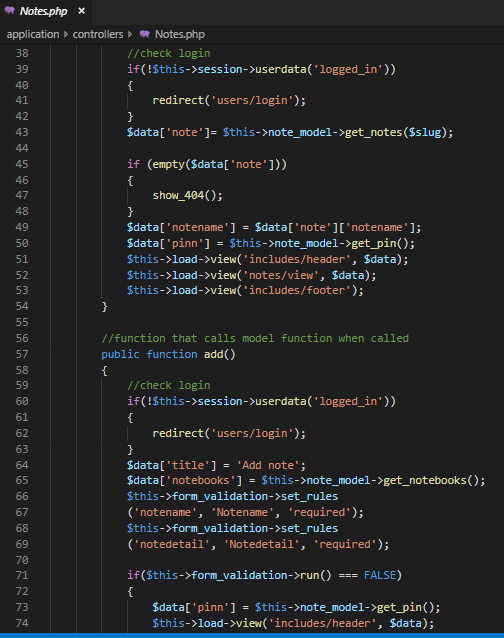 Notes.php ×
application › controllers › Notes.php
38 //check login
39 if(!$this->session->userdata('logged_in'))
40 {
41 redirect('users/login');
42 }
43 $data['note']= $this->note_model->get_notes($slug);
44
45 if (empty($data['note']))
46 {
47 show_404();
48 }
49 $data['notename'] = $data['note']['notename'];
50 $data['pinn'] = $this->note_model->get_pin();
51 $this->load->view('includes/header', $data);
52 $this->load->view('notes/view', $data);
53 $this->load->view('includes/footer');
54 }
55
56 //function that calls model function when called
57 public function add()
58 {
59 //check login
60 if(!$this->session->userdata('logged_in'))
61 {
62 redirect('users/login');
63 }
64 $data['title'] = 'Add note';
65 $data['notebooks'] = $this->note_model->get_notebooks();
66 $this->form_validation->set_rules
67 ('notename', 'Notename', 'required');
68 $this->form_validation->set_rules
69 ('notedetail', 'Notedetail', 'required');
70
71 if($this->form_validation->run() === FALSE)
72 {
73 $data['pinn'] = $this->note_model->get_pin();
74 $this->load->view('includes/header', $data);